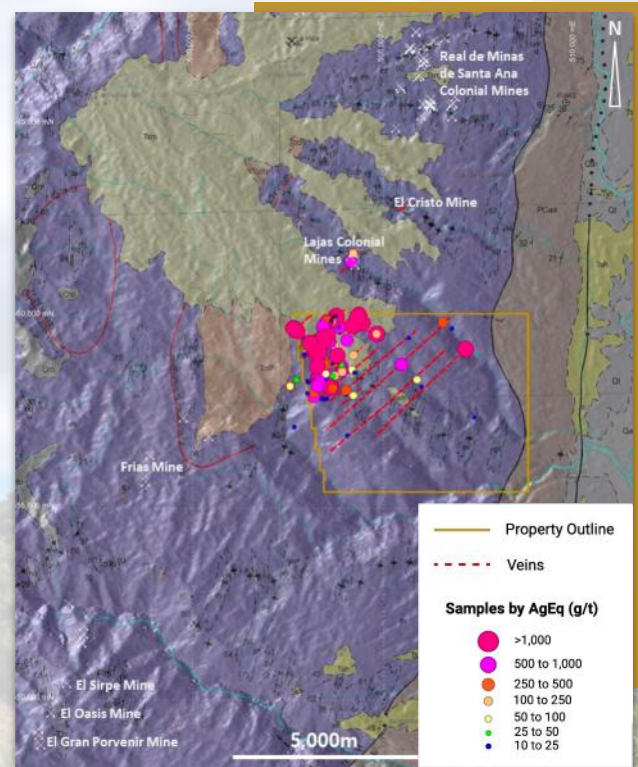 N
Real de Minas
de Santa Ana
Colonial Mines
El Cristo Mine
Lajas Colonial
Mines
PCaa
Frias Mine
El Sirpe Mine
El Oasis Mine
El Gran Porvenir Mine
5,000m
Property Outline
Veins
Samples by AgEq (g/t)
>1,000
500 to 1,000
250 to 500
100 to 250
50 to 100
25 to 50
10 to 25